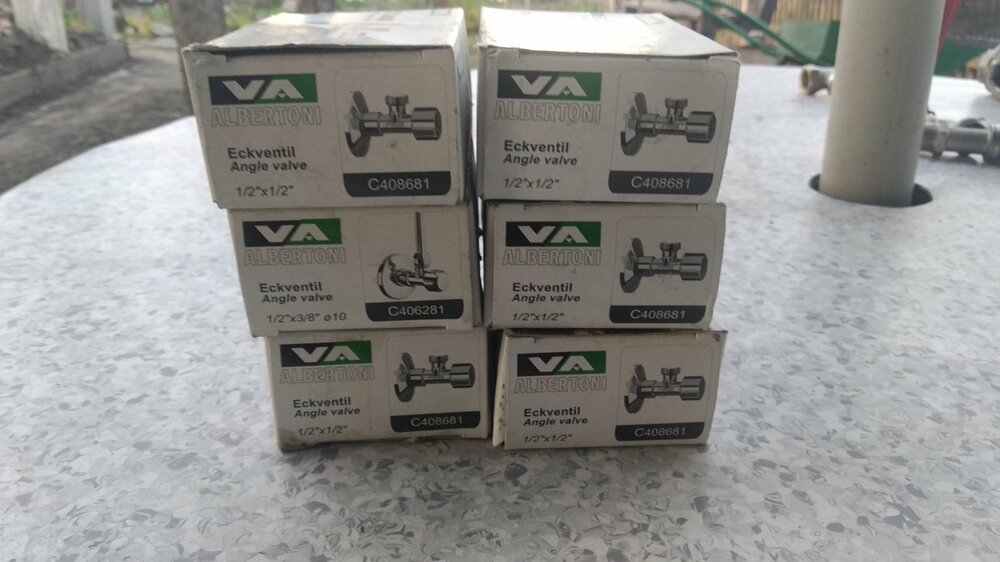 VA
ALBERTONI
Eckventil
Angle valve
1/2"x1/2"
C408681
VA
ALBERTONI
Eckventil
Angle valve
1/2"x1/2"
C408681
VA
ALBERTONI
Eckventil
Angle valve
1/2"x3/8" ø10
C406281
VA
ALBERTONI
Eckventil
Angle valve
1/2"x1/2"
C408681
VA
ALBERTONI
Eckventil
Angle valve
1/2"x1/2"
C408681
VA
ALBERTONI
Eckventil
Angle valve
1/2"x1/2"
C408681